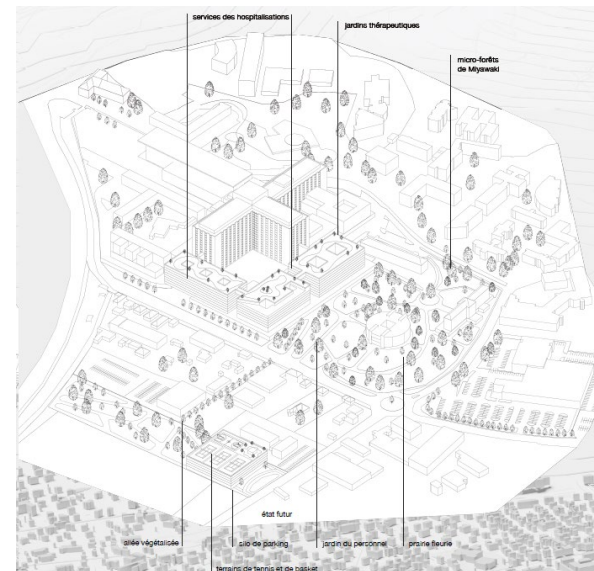 services des hospitalisations
jardins thérapeutiques
micro-forêts
de Miyawaki
état futur
allée végétalisée
silo de parking
jardin du personnel
prairie fleurie
terrains de tennis et de basket